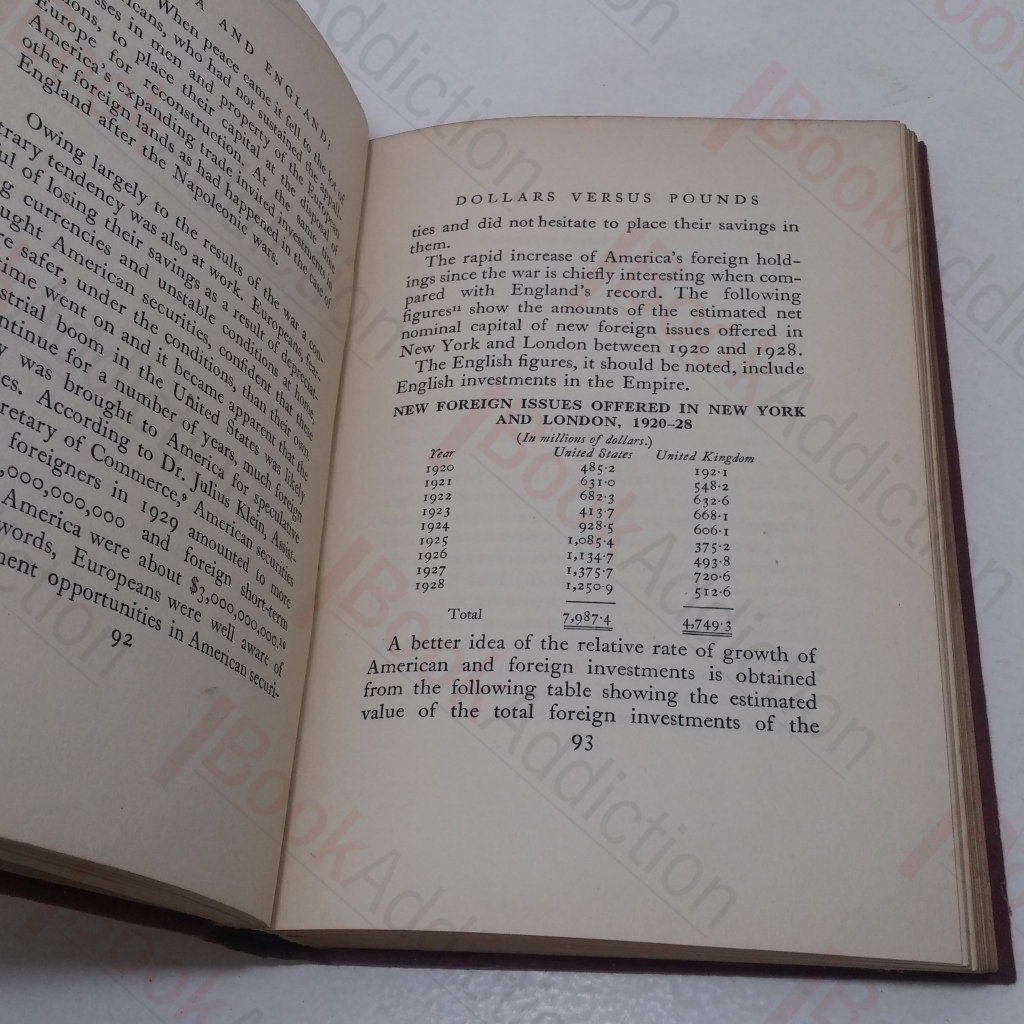 A AND ENGLAND:
When peace came it fell to the lot of
icans, who had not sustained the appall-
sses in men and property of the European
ions, to place their capital at the disposal of
Europe for reconstruction. At the same time
America's expanding trade invited investments in
other foreign lands as had happened in the case of
England after the Napoleonic wars.
Owing largely to the results of the war a con-
trary tendency was also at work. Europeans, fear-
ul of losing their savings as a result of depreciat-
g currencies and unstable conditions at home,
ught American securities, confident that these
re safer, under the conditions, than their own.
time went on and it became apparent that the
strial boom in the United States was likely
ntinue for a number of years, much foreign
y was brought to America for speculative
es. According to Dr. Julius Klein, Assist-
retary of Commerce,⁹ American securities
foreigners in 1929 amounted to more
,000,000,000 and foreign short-term
America were about $3,000,000,000.¹⁰
words, Europeans were well aware of
ment opportunities in American securi-
92
DOLLARS VERSUS POUNDS
ties and did not hesitate to place their savings in
them.
The rapid increase of America's foreign hold-
ings since the war is chiefly interesting when com-
pared with England's record. The following
figures¹¹ show the amounts of the estimated net
nominal capital of new foreign issues offered in
New York and London between 1920 and 1928.
The English figures, it should be noted, include
English investments in the Empire.
NEW FOREIGN ISSUES OFFERED IN NEW YORK
AND LONDON, 1920–28
(In millions of dollars.)
Year United States United Kingdom
1920 485·2 192·1
1921 631·0 548·2
1922 682·3 632·6
1923 413·7 668·1
1924 928·5 606·1
1925 1,085·4 375·2
1926 1,134·7 493·8
1927 1,375·7 720·6
1928 1,250·9 512·6
Total 7,987·4 4,749·3
A better idea of the relative rate of growth of
American and foreign investments is obtained
from the following table showing the estimated
value of the total foreign investments of the
93
BookAddiction